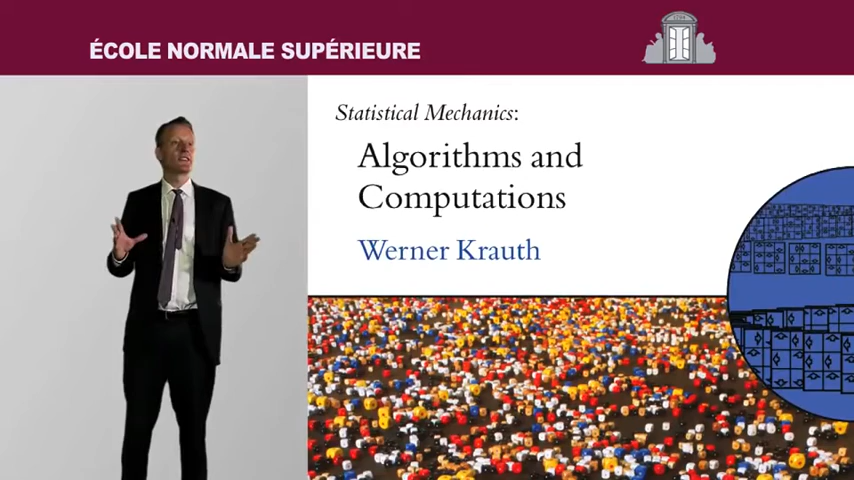 ÉCOLE NORMALE SUPÉRIEURE
Statistical Mechanics:
Algorithms and
Computations
Werner Krauth